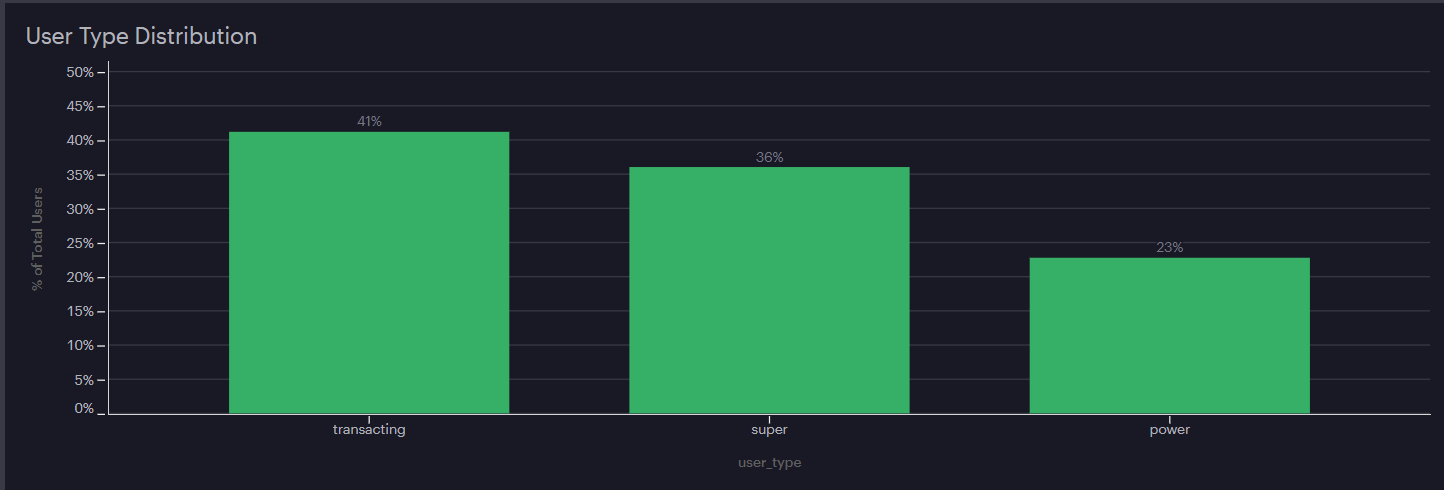 User Type Distribution
50%
45%
40%
35%
30%
25%
20%
15%
10%
5%
0%
% of Total Users
41%
36%
23%
transacting
super
power
user_type